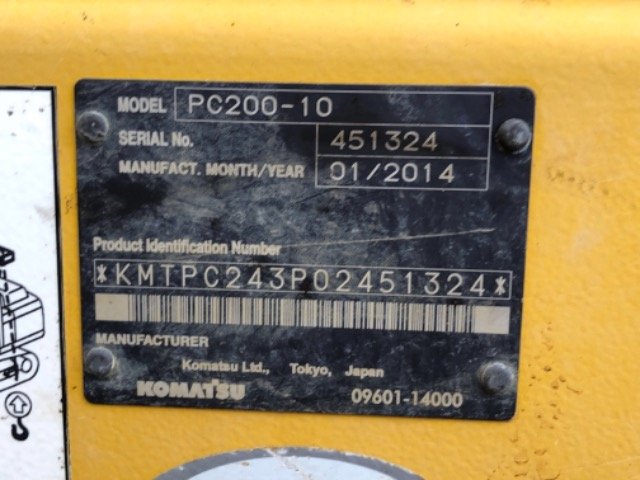 MODEL PC200-10
SERIAL No. 451324
MANUFACT. MONTH/YEAR 01/2014
Product Identification Number
*KMTPC243P02451324*
MANUFACTURER
Komatsu Ltd., Tokyo, Japan
KOMATSU 09601-14000